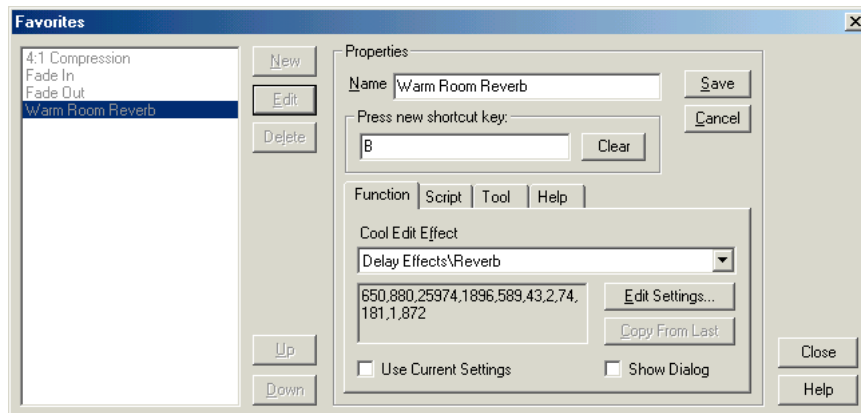 Favorites
4:1 Compression
Fade In
Fade Out
Warm Room Reverb
New
Edit
Delete
Up
Down
Properties
Name Warm Room Reverb
Save
Cancel
Press new shortcut key:
B
Clear
Function Script Tool Help
Cool Edit Effect
Delay Effects\Reverb
650,880,25974,1896,589,43,2,74,
181,1,872
Edit Settings...
Copy From Last
Use Current Settings
Show Dialog
Close
Help